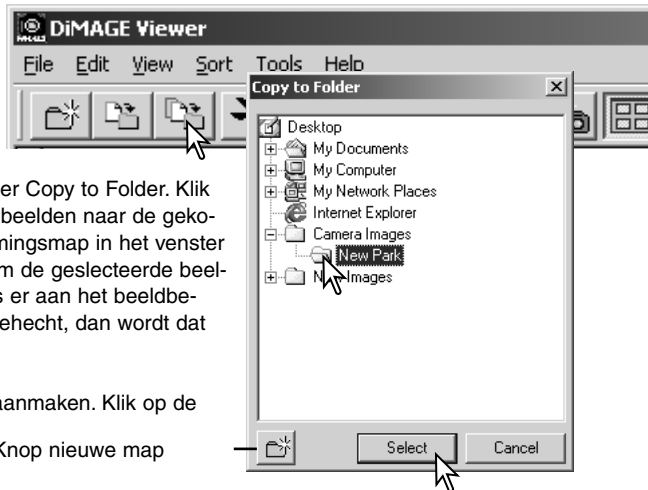 DiMAGE Viewer
File Edit View Sort Tools Help
Copy to Folder
Desktop
My Documents
My Computer
My Network Places
Internet Explorer
Camera Images
New Park
Images
Select Cancel
er Copy to Folder. Klik
beelden naar de geko-
mingsmap in het venster
m de geslecteerde beel-
s er aan het beeldbe-
ehecht, dan wordt dat
aanmaken. Klik op de
Knop nieuwe map